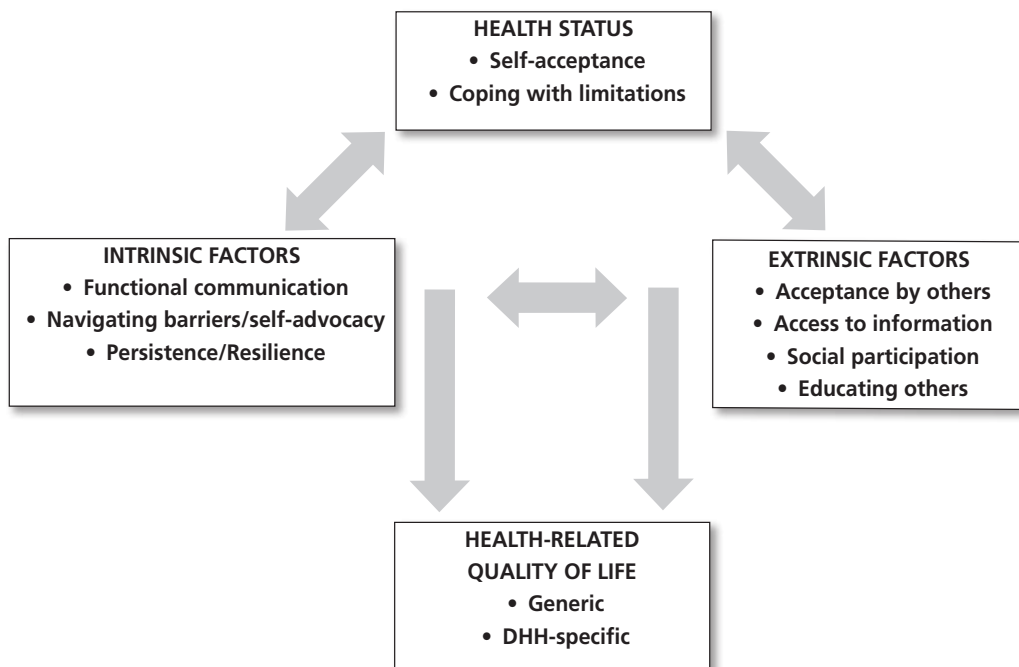 HEALTH STATUS
• Self-acceptance
• Coping with limitations
INTRINSIC FACTORS
• Functional communication
• Navigating barriers/self-advocacy
• Persistence/Resilience
EXTRINSIC FACTORS
• Acceptance by others
• Access to information
• Social participation
• Educating others
HEALTH-RELATED
QUALITY OF LIFE
• Generic
• DHH-specific